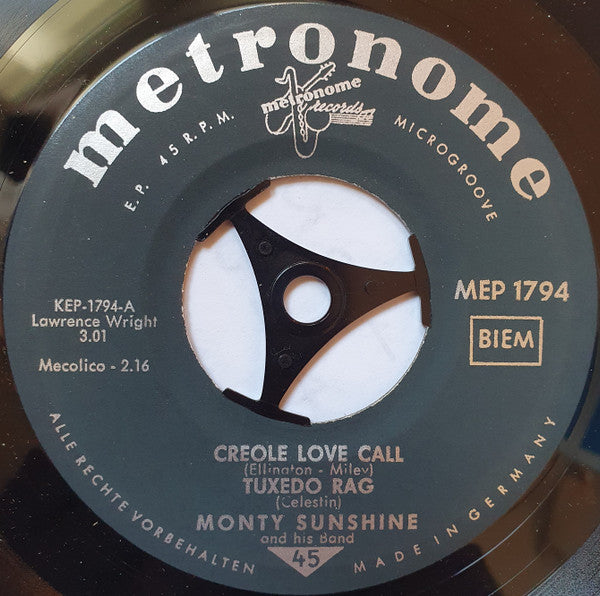 metronome
metronome
records
E.P. 45 R.P.M.
MICROGROOVE
KEP-1794-A
Lawrence Wright
3.01
Mecolico - 2.16
MEP 1794
BIEM
CREOLE LOVE CALL
(Ellington - Miley)
TUXEDO RAG
(Celestin)
MONTY SUNSHINE
and his Band
45
ALLE RECHTE VORBEHALTEN
MADE IN GERMANY